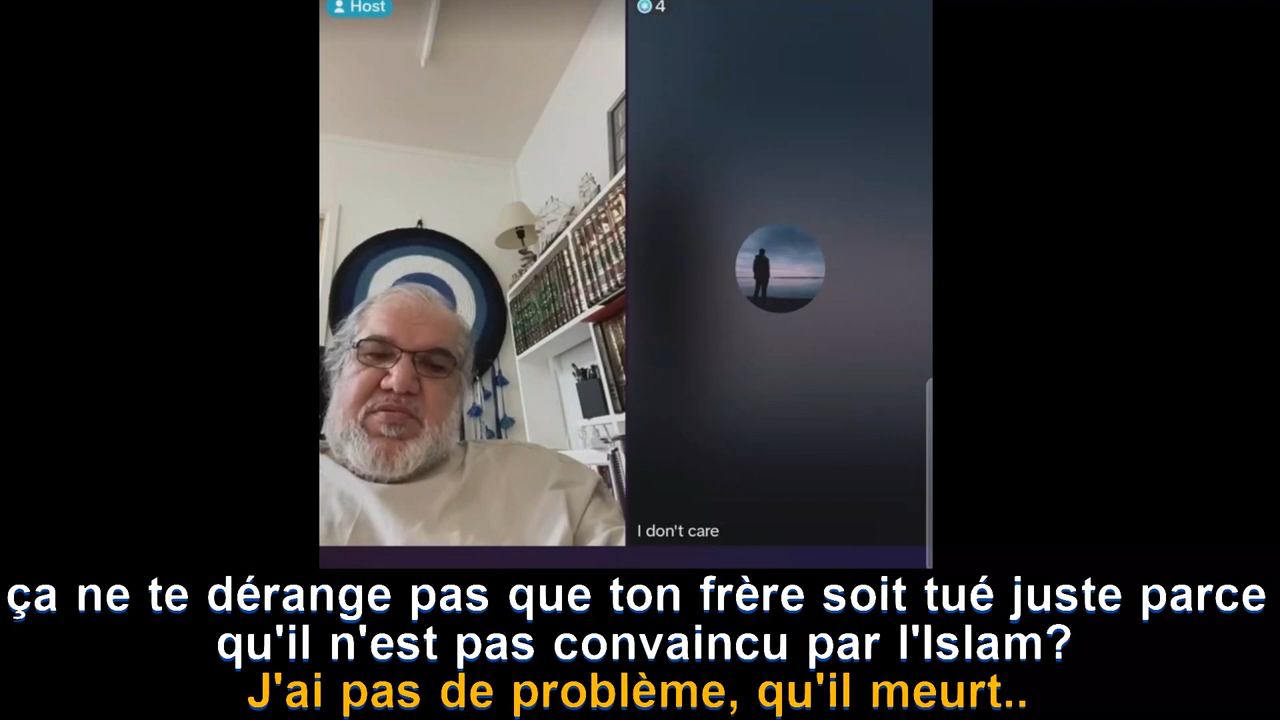 Host
4
I don't care
ça ne te dérange pas que ton frère soit tué juste parce
qu'il n'est pas convaincu par l'Islam?
J'ai pas de problème, qu'il meurt..